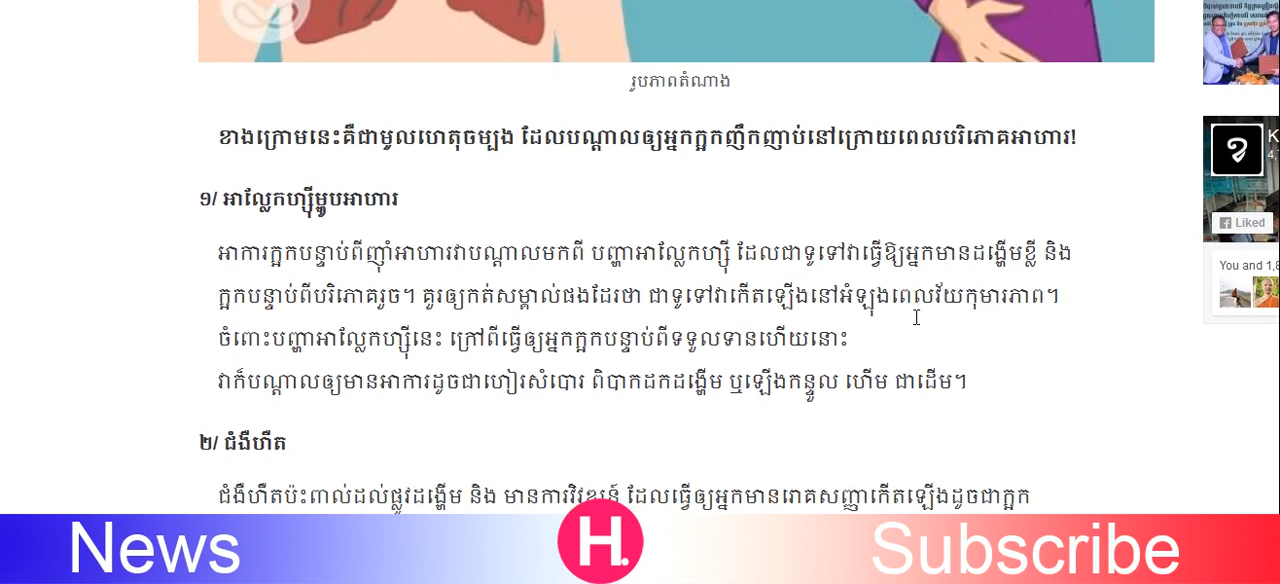 រូបភាពតំណាង
ខាងក្រោមនេះគឺជាមូលហេតុចម្បង ដែលបណ្តាលឲ្យអ្នកក្អកញឹកញាប់នៅក្រោយពេលបរិភោគអាហារ!
១/ អាល្លែកហ្ស៊ីម្ហូបអាហារ
អាការក្អកបន្ទាប់ពីញ៉ាំអាហារវាបណ្តាលមកពី បញ្ហាអាល្លែកហ្ស៊ី ដែលជាទូទៅវាធ្វើឱ្យអ្នកមានដង្ហើមខ្លី និង
ក្អកបន្ទាប់ពីបរិភោគរួច។ គួរឲ្យកត់សម្គាល់ផងដែរថា ជាទូទៅវាកើតឡើងនៅអំឡុងពេលវ័យកុមារភាព។
ចំពោះបញ្ហាអាល្លែកហ្ស៊ីនេះ ក្រៅពីធ្វើឲ្យអ្នកក្អកបន្ទាប់ពីទទួលទានហើយនោះ
វាក៏បណ្តាលឲ្យមានអាការដូចជាហៀរសំបោរ ពិបាកដកដង្ហើម ឬឡើងកន្ទួល ហើម ជាដើម។
២/ ជំងឺហឺត
ជំងឺហឺតប៉ះពាល់ដល់ផ្លូវដង្ហើម និង មានការវិវឌ្ឍន៍ ដែលធ្វើឲ្យអ្នកមានរោគសញ្ញាកើតឡើងដូចជាក្អក
Liked
You and 1,8
News
H.
Subscribe